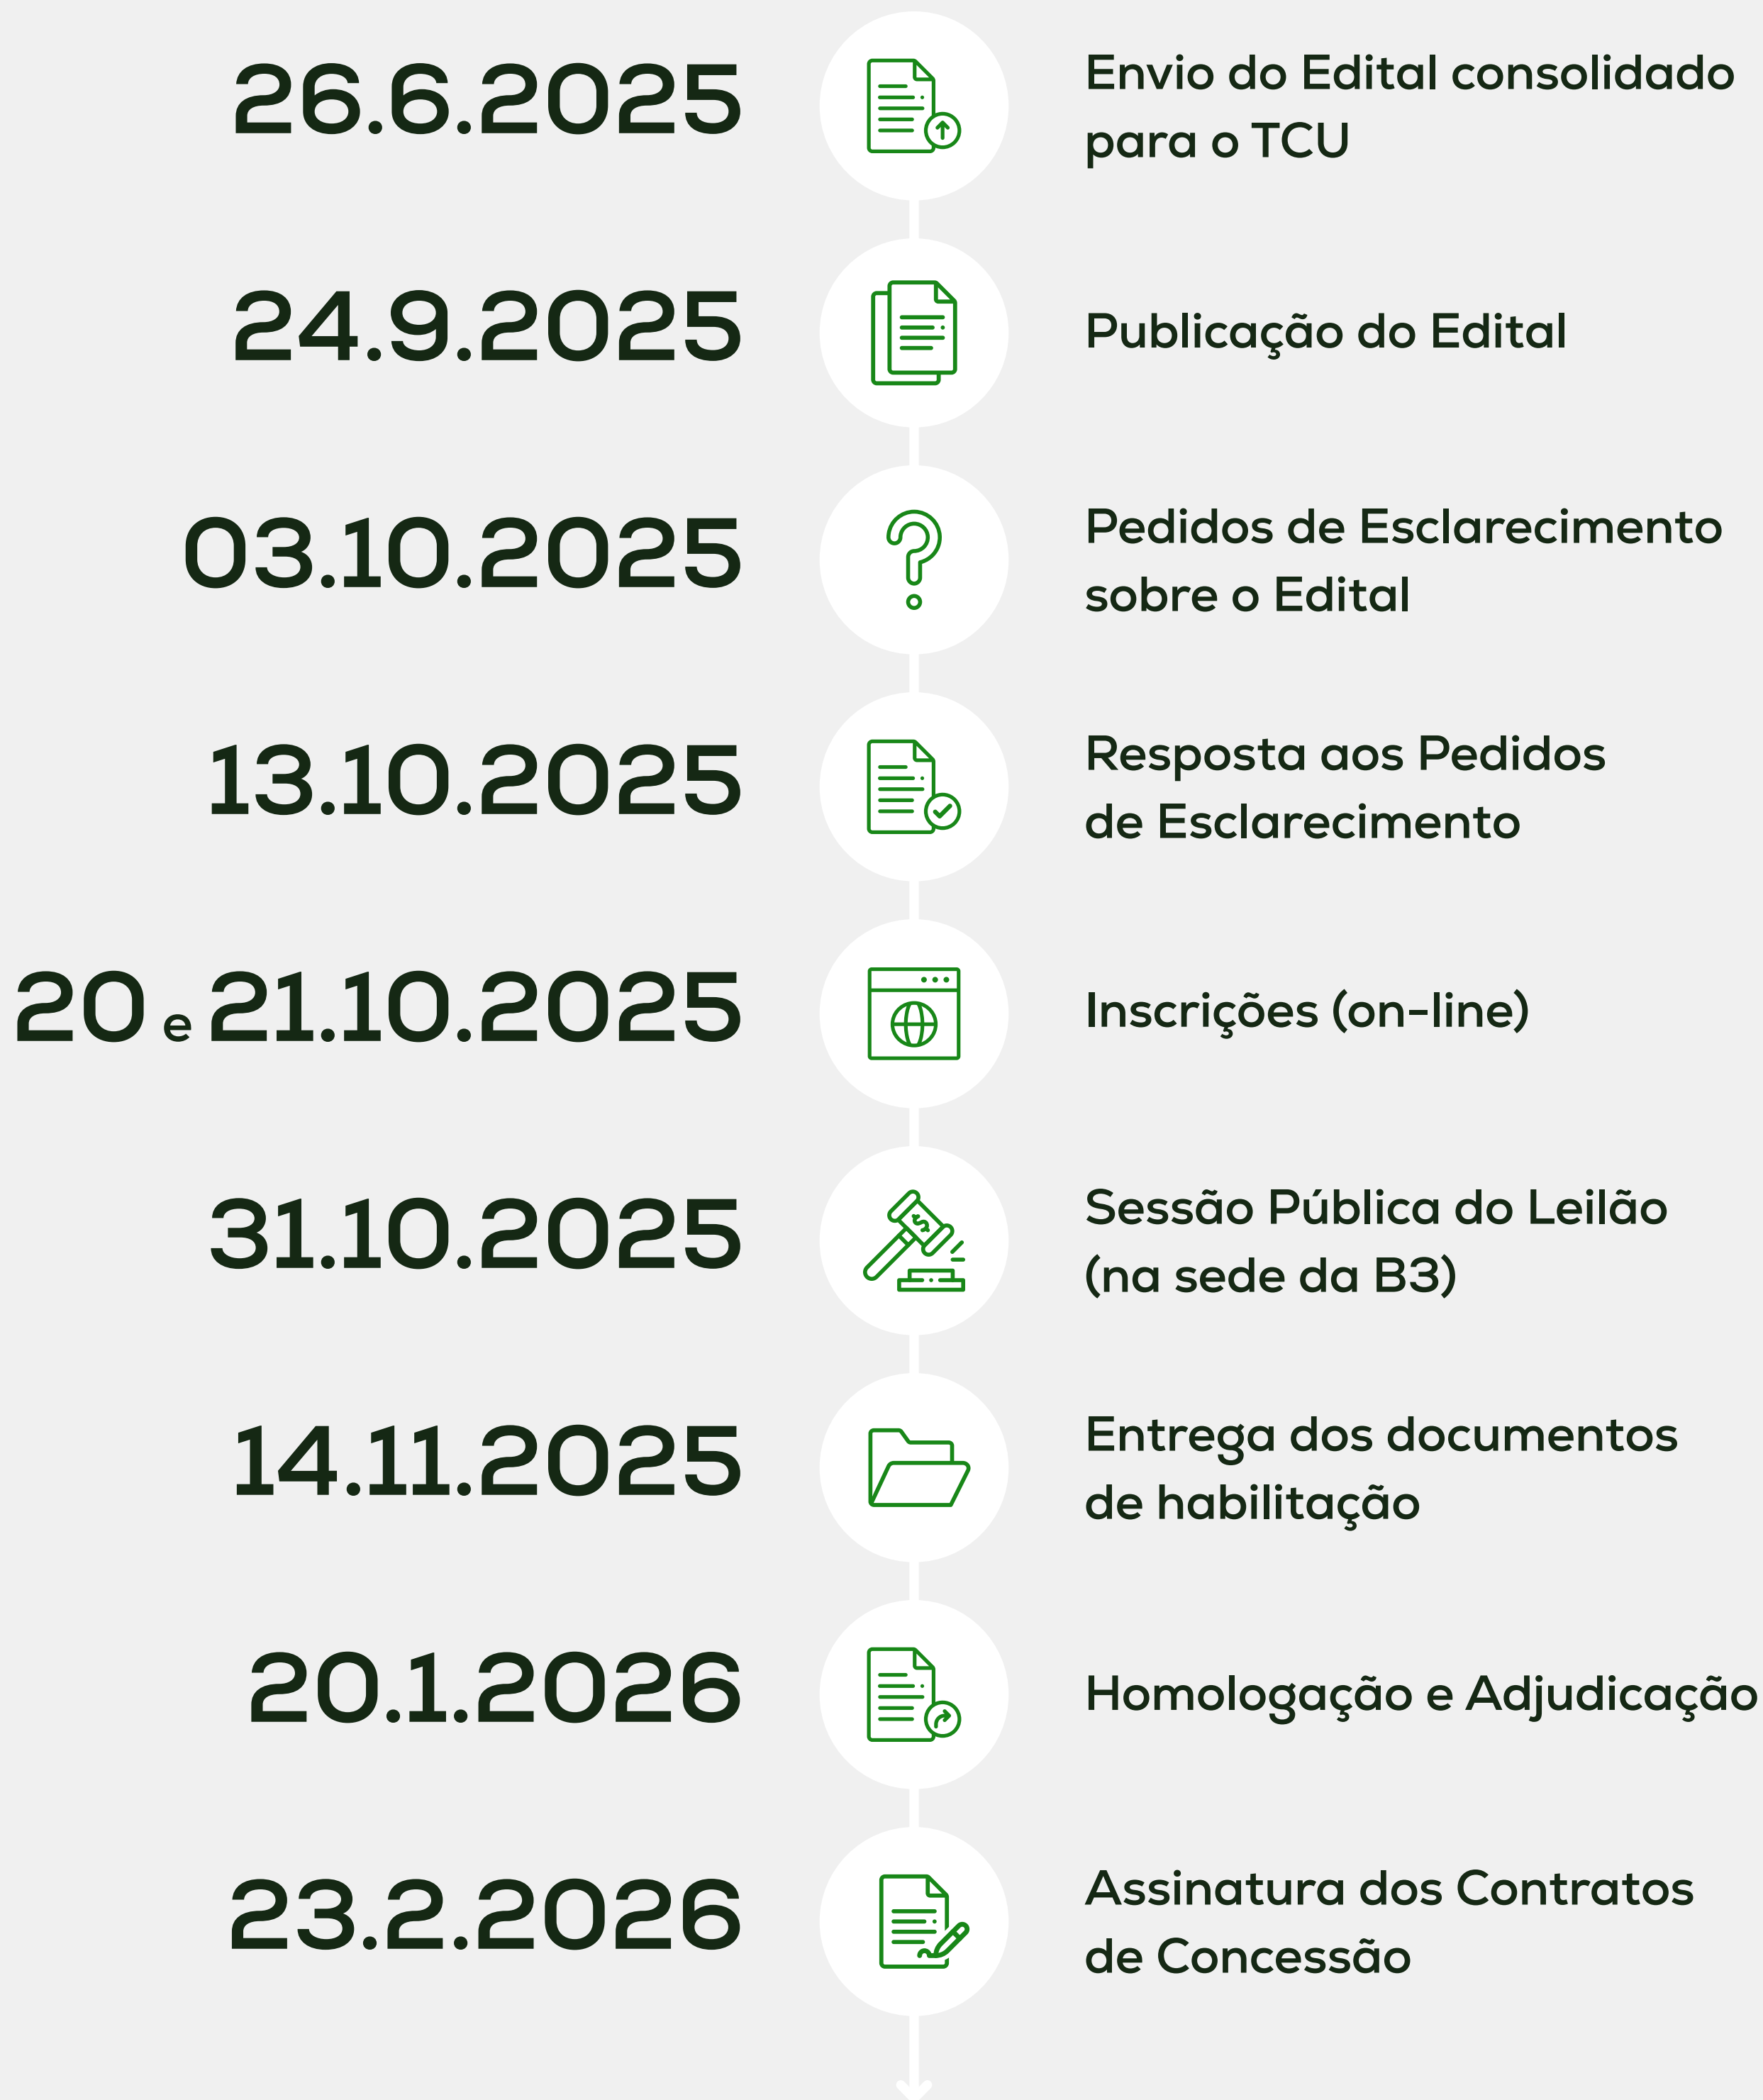 26.6.2025
Envio do Edital consolidado
para o TCU
24.9.2025
Publicação do Edital
03.10.2025
Pedidos de Esclarecimento
sobre o Edital
13.10.2025
Resposta aos Pedidos
de Esclarecimento
20 e 21.10.2025
Inscrições (on-line)
31.10.2025
Sessão Pública do Leilão
(na sede da B3)
14.11.2025
Entrega dos documentos
de habilitação
20.1.2026
Homologação e Adjudicação
23.2.2026
Assinatura dos Contratos
de Concessão